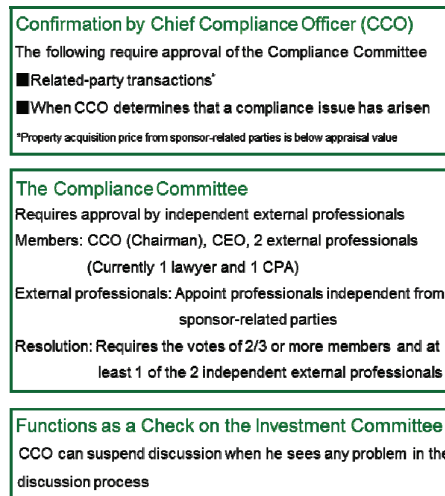 Confirmation by Chief Compliance Officer (CCO)
The following require approval of the Compliance Committee
■Related-party transactions*
■When CCO determines that a compliance issue has arisen
*Property acquisition price from sponsor-related parties is below appraisal value
The Compliance Committee
Requires approval by independent external professionals
Members: CCO (Chairman), CEO, 2 external professionals
(Currently 1 lawyer and 1 CPA)
External professionals: Appoint professionals independent from
sponsor-related parties
Resolution: Requires the votes of 2/3 or more members and at
least 1 of the 2 independent external professionals
Functions as a Check on the Investment Committee
CCO can suspend discussion when he sees any problem in the
discussion process